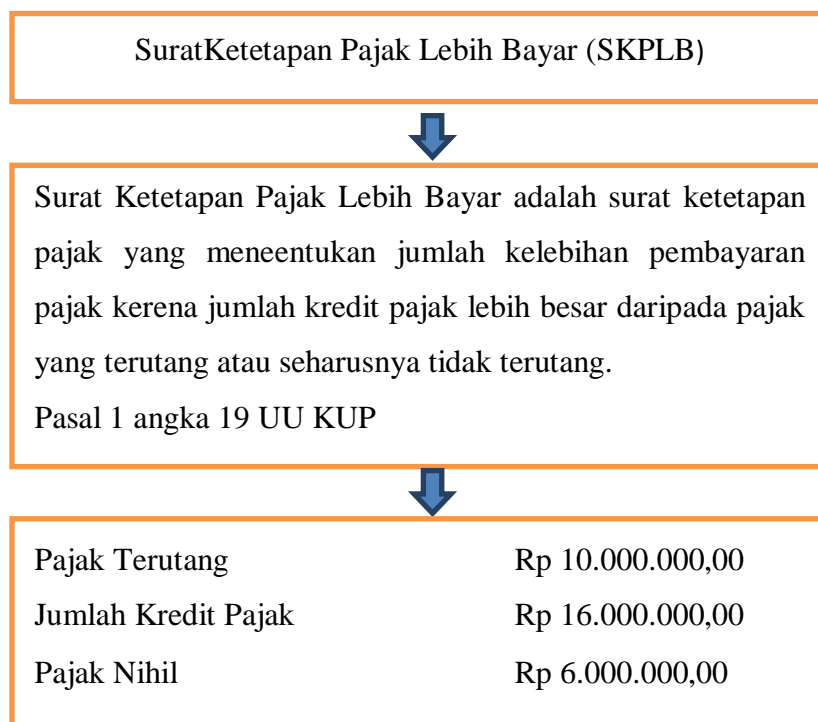 SuratKetetapan Pajak Lebih Bayar (SKPLB)
Surat Ketetapan Pajak Lebih Bayar adalah surat ketetapan
pajak yang meneentukan jumlah kelebihan pembayaran
pajak kerena jumlah kredit pajak lebih besar daripada pajak
yang terutang atau seharusnya tidak terutang.
Pasal 1 angka 19 UU KUP
Pajak Terutang Rp 10.000.000,00
Jumlah Kredit Pajak Rp 16.000.000,00
Pajak Nihil Rp 6.000.000,00